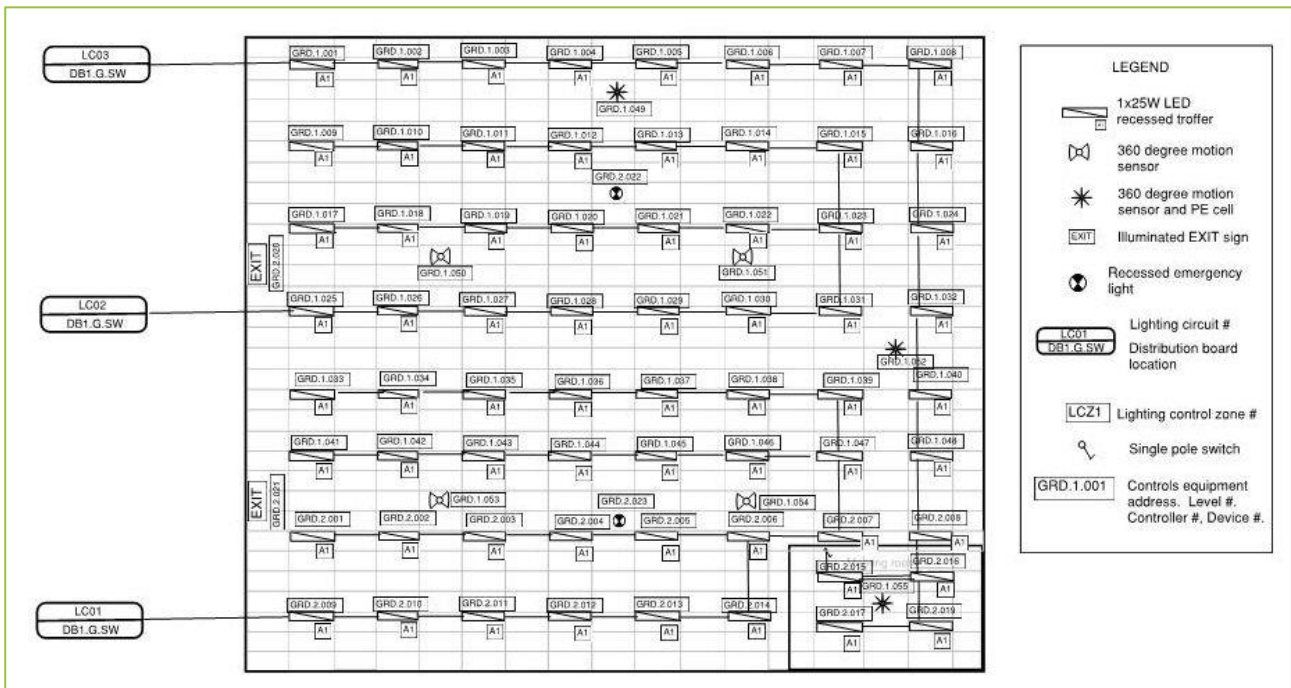 LC03
DB1.G.SW
GRD.1.001 GRD.1.002 GRD.1.003 GRD.1.004 GRD.1.005 GRD.1.006 GRD.1.007 GRD.1.008
A1 A1 A1 A1 A1 A1 A1 A1
GRD.1.049
GRD.1.009 GRD.1.010 GRD.1.011 GRD.1.012 GRD.1.013 GRD.1.014 GRD.1.015 GRD.1.016
A1 A1 A1 A1 A1 A1 A1 A1
GRD.2.022
GRD.1.017 GRD.1.018 GRD.1.019 GRD.1.020 GRD.1.021 GRD.1.022 GRD.1.023 GRD.1.024
A1 A1 A1 A1 A1 A1 A1 A1
EXIT
GRD.2.020
GRD.1.050 GRD.1.051
LC02
DB1.G.SW
GRD.1.025 GRD.1.026 GRD.1.027 GRD.1.028 GRD.1.029 GRD.1.030 GRD.1.031 GRD.1.032
A1 A1 A1 A1 A1 A1 A1 A1
GRD.1.052
GRD.1.033 GRD.1.034 GRD.1.035 GRD.1.036 GRD.1.037 GRD.1.038 GRD.1.039 GRD.1.040
A1 A1 A1 A1 A1 A1 A1 A1
GRD.1.041 GRD.1.042 GRD.1.043 GRD.1.044 GRD.1.045 GRD.1.046 GRD.1.047 GRD.1.048
A1 A1 A1 A1 A1 A1 A1 A1
EXIT
GRD.2.021
GRD.1.053 GRD.2.023 GRD.1.054
GRD.2.001 GRD.2.002 GRD.2.003 GRD.2.004 GRD.2.005 GRD.2.006 GRD.2.007 GRD.2.008
A1 A1 A1 A1 A1 A1 A1 A1
GRD.2.015 GRD.2.016
A1 GRD.1.055 A1
LC01
DB1.G.SW
GRD.2.009 GRD.2.010 GRD.2.011 GRD.2.012 GRD.2.013 GRD.2.014 GRD.2.017 GRD.2.019
A1 A1 A1 A1 A1 A1 A1 A1
LEGEND
A1
1x25W LED
recessed troffer
360 degree motion
sensor
360 degree motion
sensor and PE cell
EXIT Illuminated EXIT sign
Recessed emergency
light
LC01
DB1.G.SW
Lighting circuit #
Distribution board
location
LCZ1 Lighting control zone #
Single pole switch
GRD.1.001
Controls equipment
address. Level #.
Controller #, Device #.